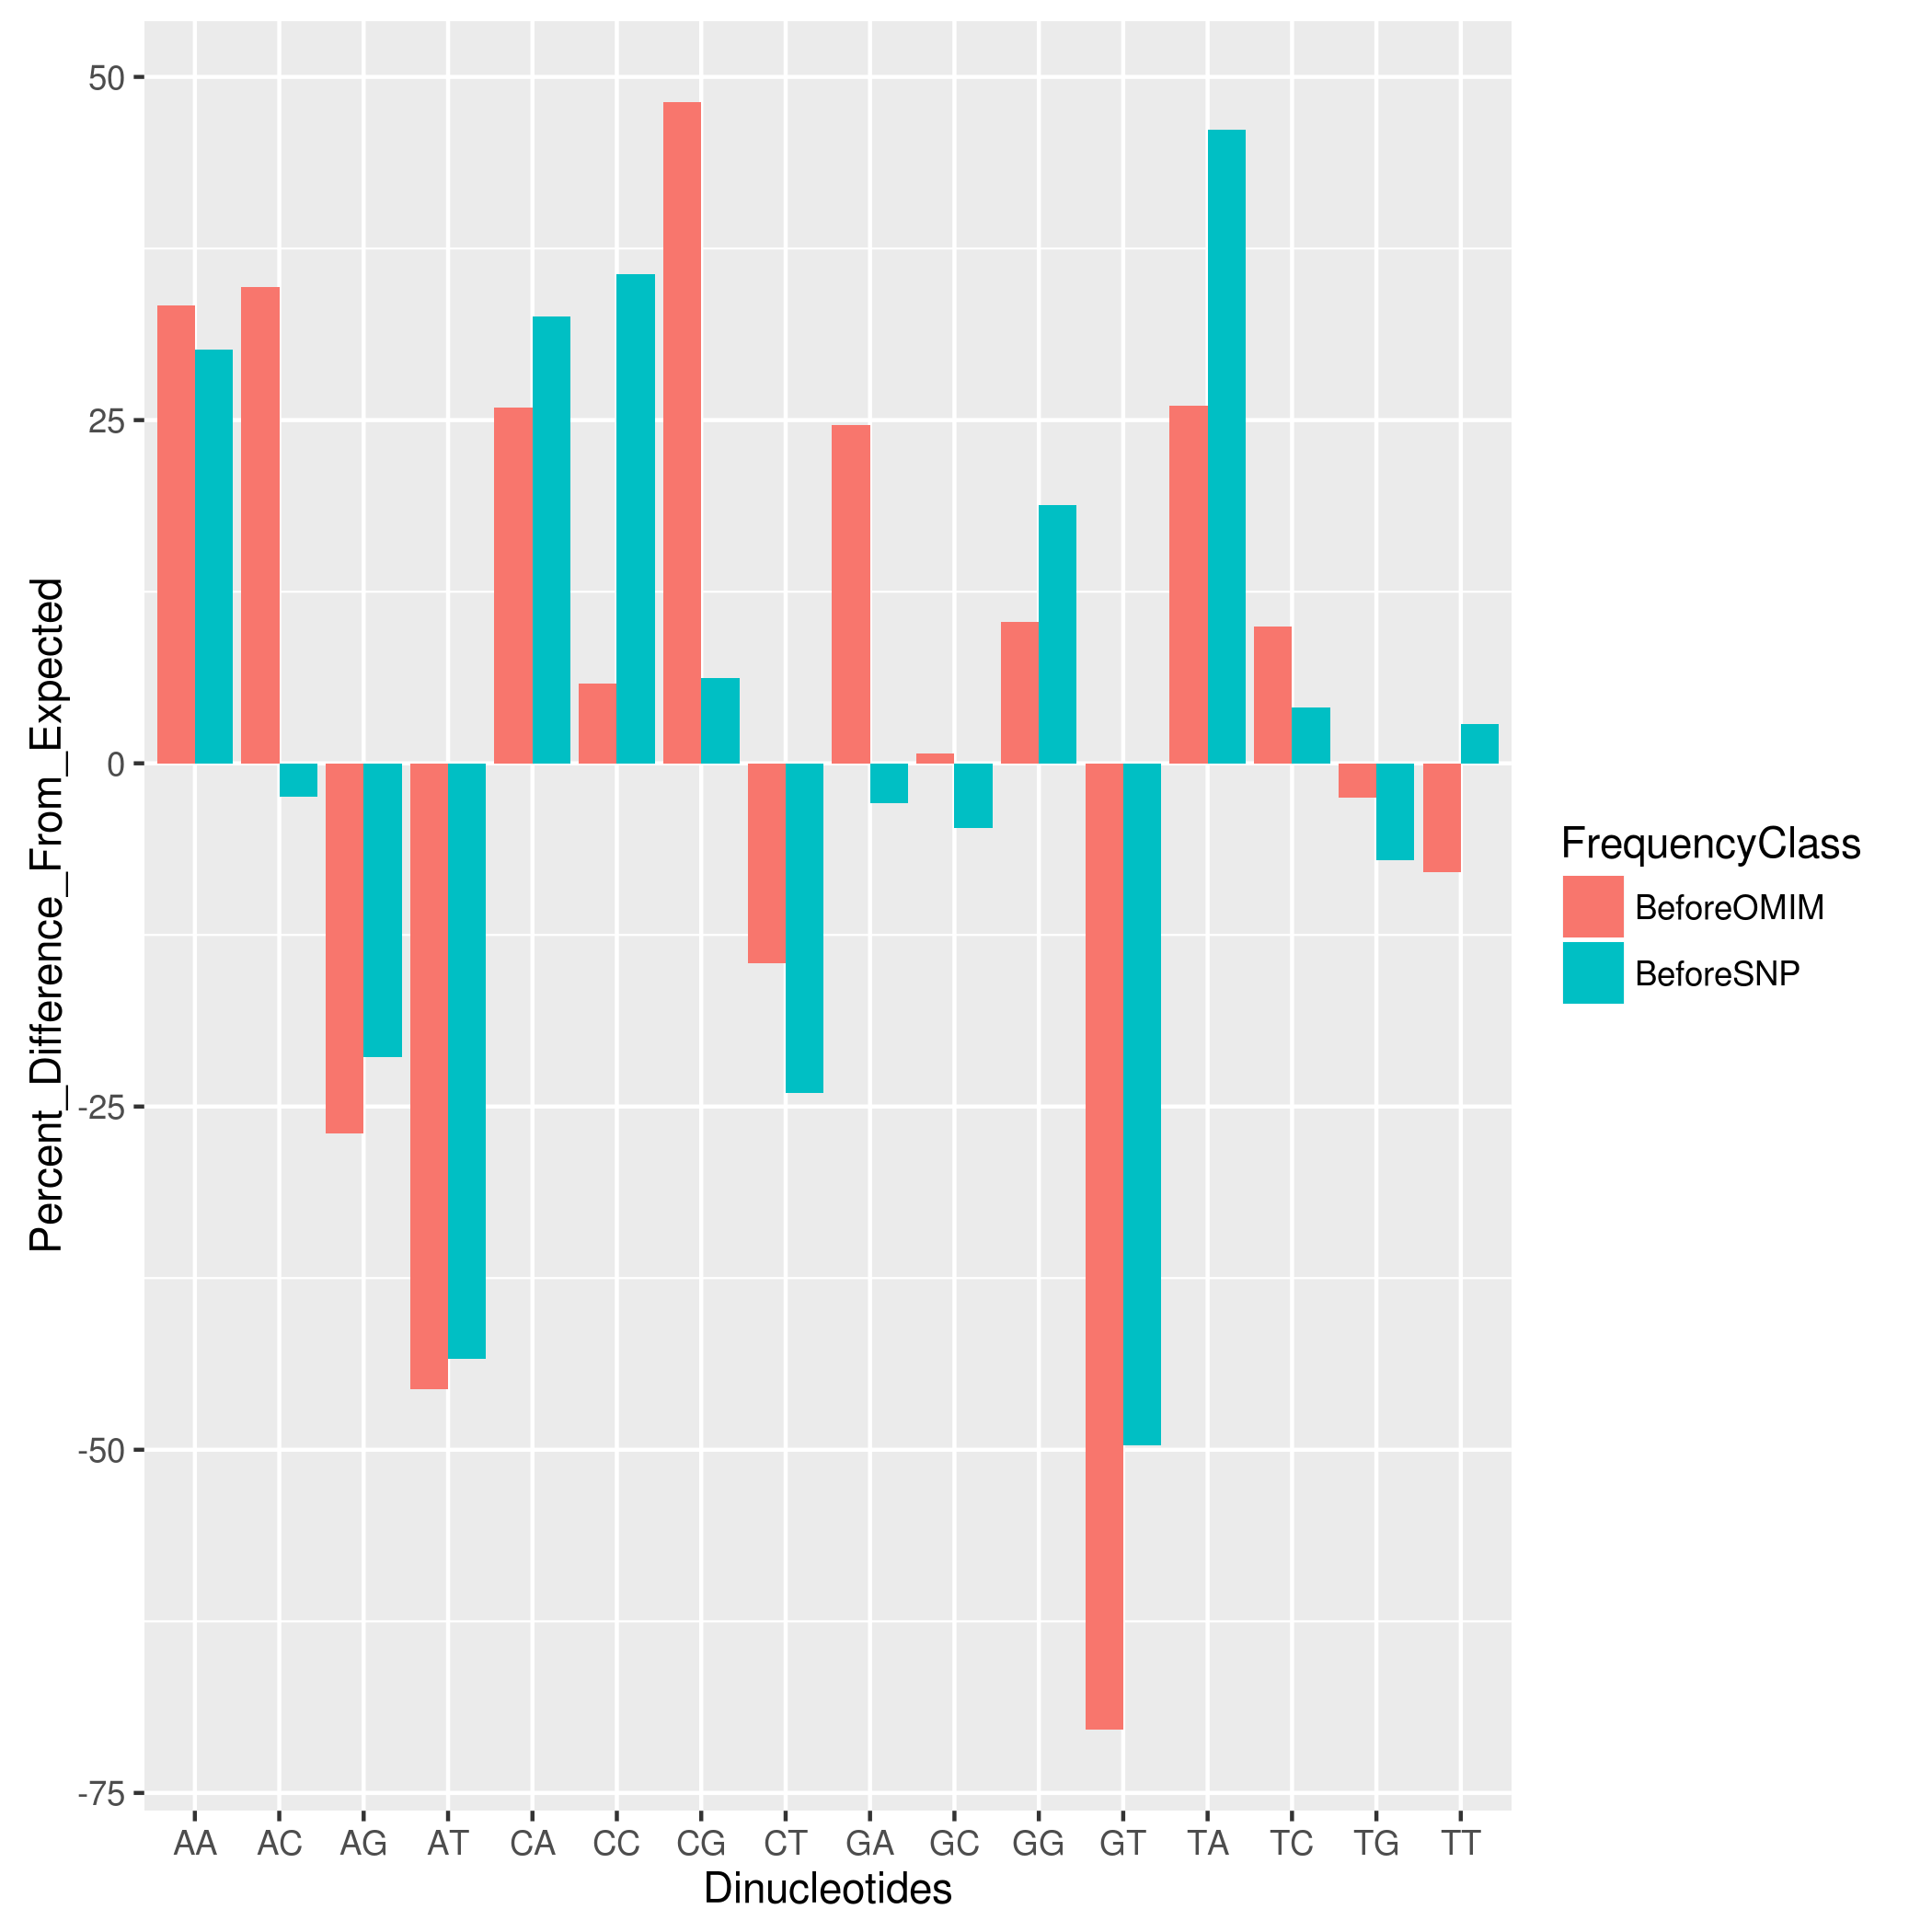 Percent_Difference_From_Expected
50
25
0
-25
-50
-75
AA AC AG AT CA CC CG CT GA GC GG GT TA TC TG TT
Dinucleotides
FrequencyClass
BeforeOMIM
BeforeSNP